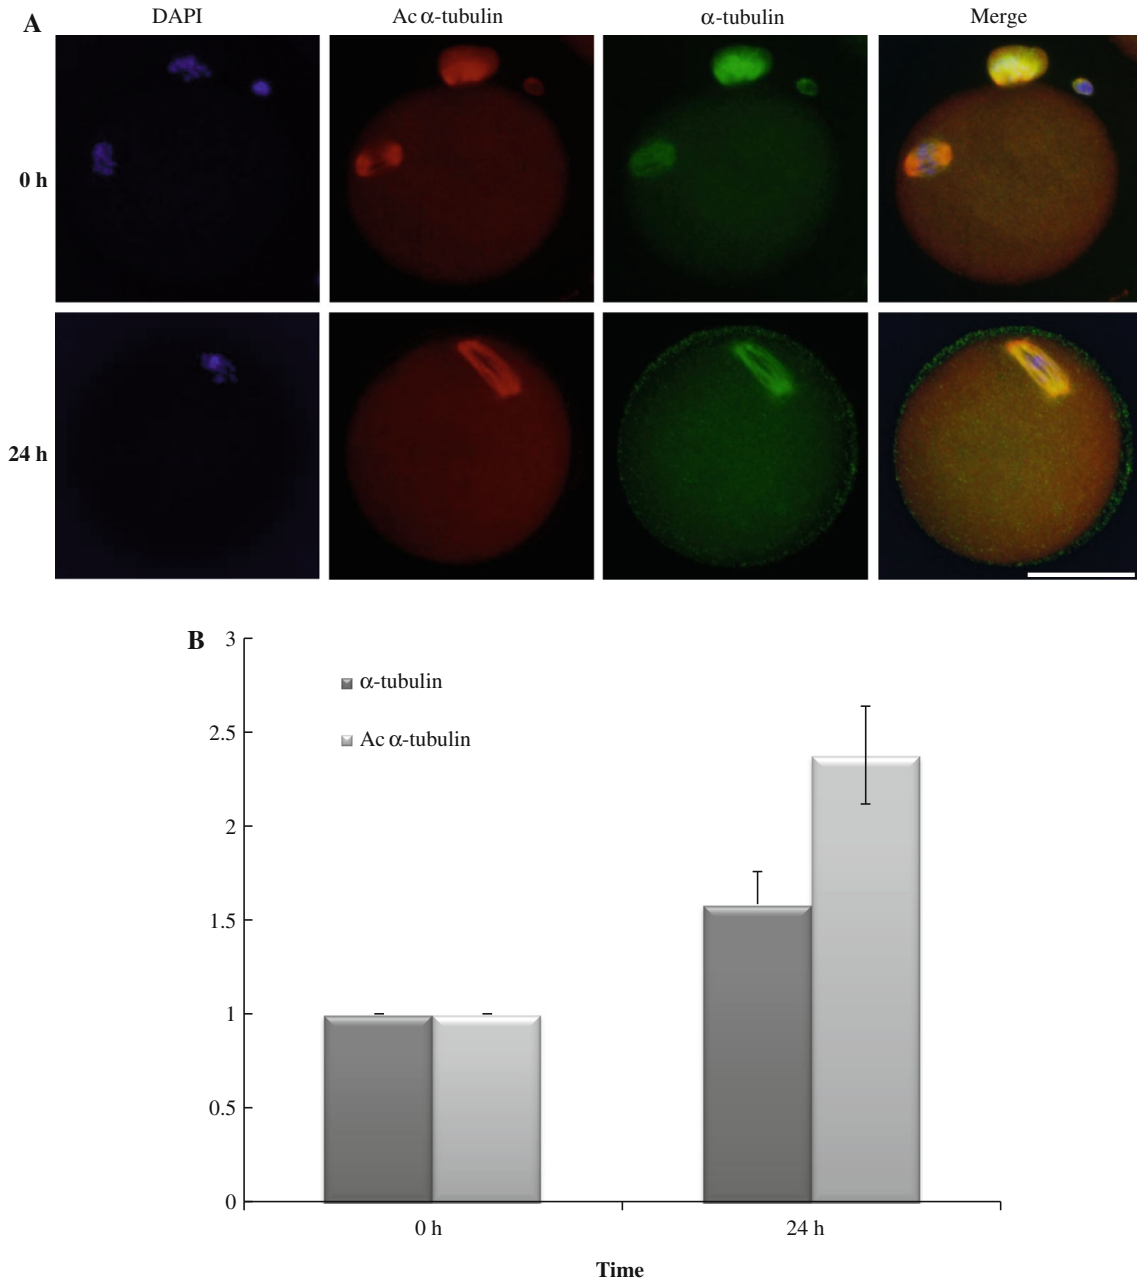 A
DAPI
Ac α-tubulin
α-tubulin
Merge
0 h
24 h
B
3
α-tubulin
2.5
Ac α-tubulin
2
1.5
1
0.5
0
0 h
24 h
Time